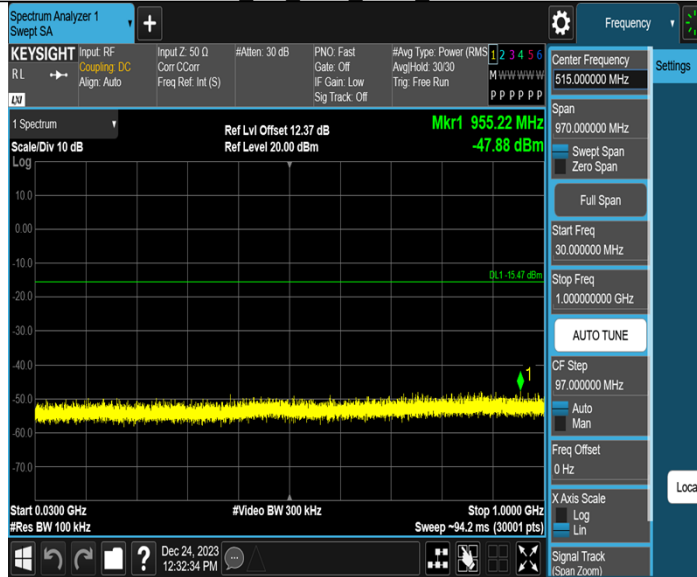 Spectrum Analyzer 1
Swept SA
Frequency
KEYSIGHT
RL
LXI
Input: RF
Coupling: DC
Align: Auto
Input Z: 50 Ω
Corr CCorr
Freq Ref: Int (S)
#Atten: 30 dB
PNO: Fast
Gate: Off
IF Gain: Low
Sig Track: Off
#Avg Type: Power (RMS
Avg|Hold: 30/30
Trig: Free Run
1 2 3 4 5 6
M W W W W W
P P P P P P
Center Frequency
515.000000 MHz
Settings
1 Spectrum
Scale/Div 10 dB
Log
Ref Lvl Offset 12.37 dB
Ref Level 20.00 dBm
Mkr1 955.22 MHz
-47.88 dBm
Span
970.000000 MHz
Swept Span
Zero Span
Full Span
10.0
0.00
-10.0
-20.0
-30.0
-40.0
-50.0
-60.0
-70.0
DL1 -15.47 dBm
1
Start Freq
30.000000 MHz
Stop Freq
1.000000000 GHz
AUTO TUNE
CF Step
97.000000 MHz
Auto
Man
Freq Offset
0 Hz
X Axis Scale
Log
Lin
Loca
Signal Track
(Span Zoom)
Start 0.0300 GHz
#Res BW 100 kHz
#Video BW 300 kHz
Stop 1.0000 GHz
Sweep ~94.2 ms (30001 pts)
?
Dec 24, 2023
12:32:34 PM